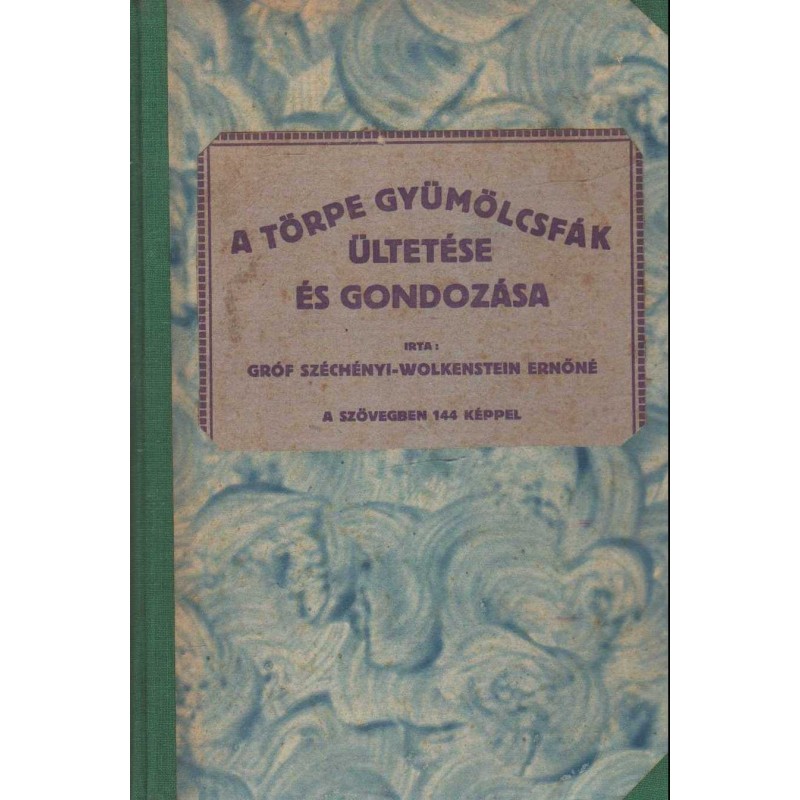 A TÖRPE GYÜMÖLCSFÁK
ÜLTETÉSE
ÉS GONDOZÁSA
IRTA:
GRÓF SZÉCHÉNYI-WOLKENSTEIN ERNŐNÉ
A SZÖVEGBEN 144 KÉPPEL